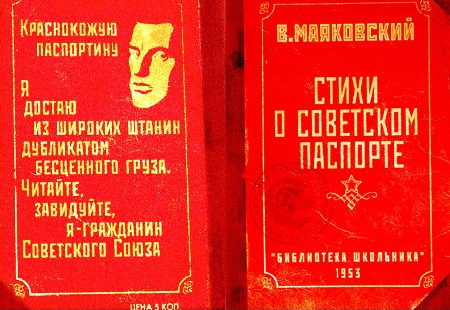 Краснокожую
паспортину
Я
достаю
из широких штанин
дубликатом
бесценного груза.
Читайте,
завидуйте,
я-гражданин
Советского Союза
ЦЕНА 5 КОП
В. МАЯКОВСКИЙ
СТИХИ
О СОВЕТСКОМ
ПАСПОРТЕ
"БИБЛИОТЕКА ШКОЛЬНИКА"
1953